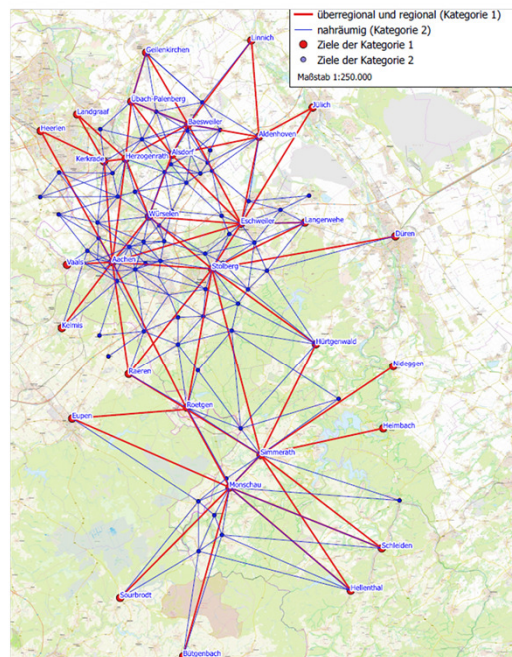 überregional und regional (Kategorie 1)
nahräumig (Kategorie 2)
Ziele der Kategorie 1
Ziele der Kategorie 2
Maßstab 1:250.000
Linnich
Geilenkirchen
Übach-Palenberg
Landgraaf
Jülich
Baesweiler
Heerlen
Aldenhoven
Alsdorf
Kerkrade
Herzogenrath
Würselen
Eschweiler
Langerwehe
Düren
Aachen
Vaals
Stolberg
Kelmis
Hürtgenwald
Nideggen
Raeren
Roetgen
Eupen
Heimbach
Simmerath
Monschau
Schleiden
Hellenthal
Sourbrodt
Bütgenbach